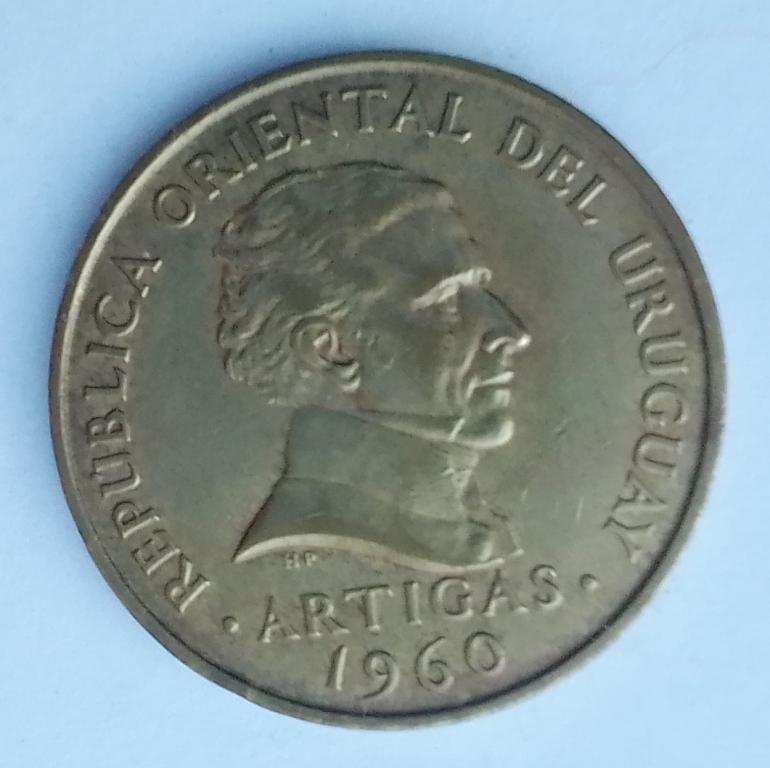 REPUBLICA ORIENTAL DEL URUGUAY
HP
· ARTIGAS ·
1960